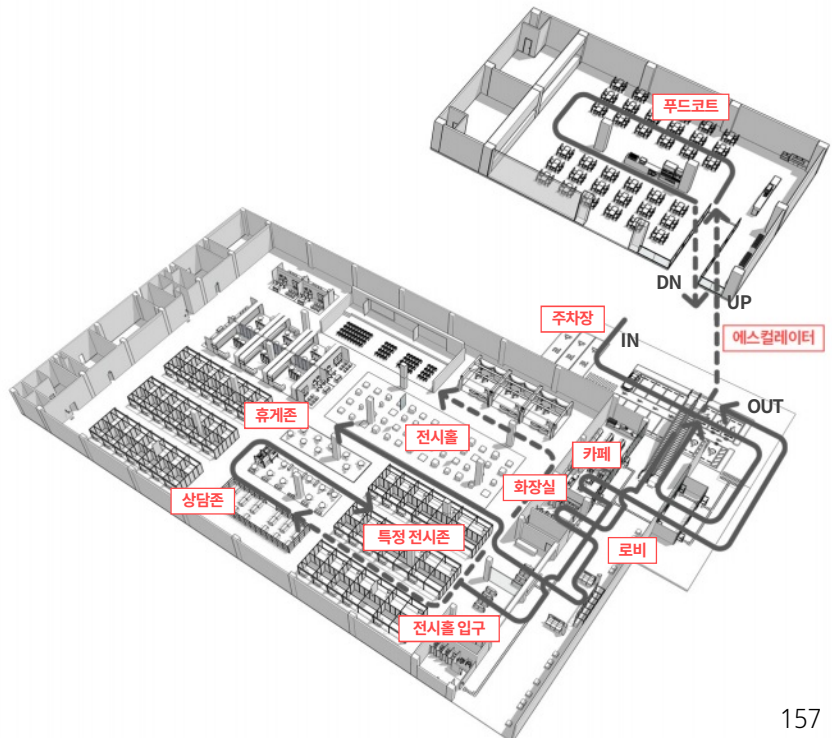 푸드코트
DN
UP
주차장
IN
에스컬레이터
OUT
휴게존
전시홀
카페
화장실
상담존
특정 전시존
로비
전시홀 입구
157